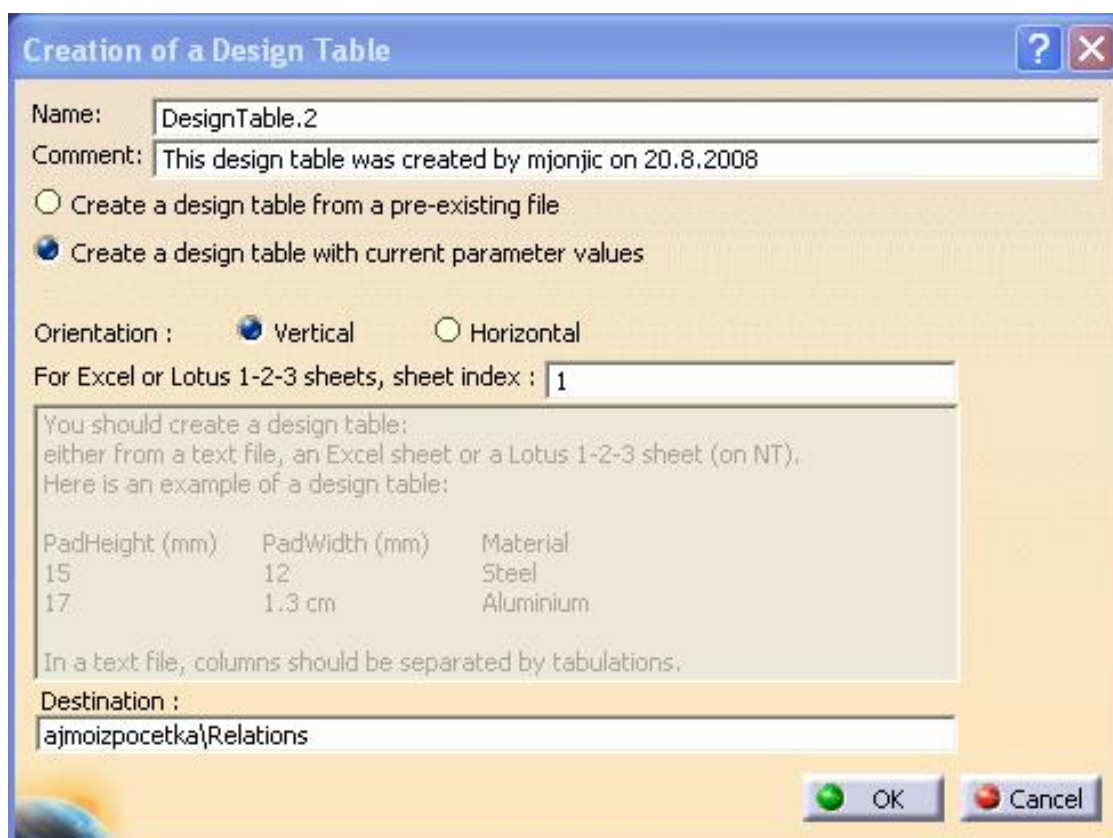 Creation of a Design Table
Name: DesignTable.2
Comment: This design table was created by mjonjic on 20.8.2008
Create a design table from a pre-existing file
Create a design table with current parameter values
Orientation : Vertical Horizontal
For Excel or Lotus 1-2-3 sheets, sheet index : 1
You should create a design table:
either from a text file, an Excel sheet or a Lotus 1-2-3 sheet (on NT).
Here is an example of a design table:
PadHeight (mm) PadWidth (mm) Material
15 12 Steel
17 1.3 cm Aluminium
In a text file, columns should be separated by tabulations.
Destination :
ajmoizpocetka\Relations
OK Cancel